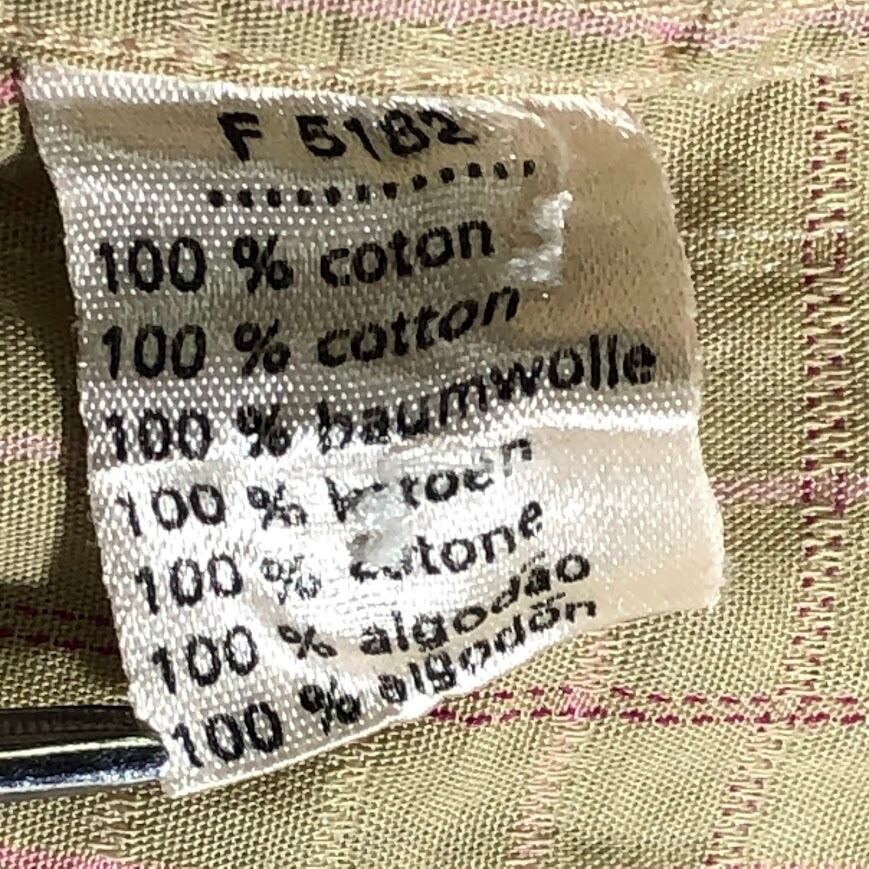 F 5182
............
100 % coton
100 % cotton
100 % baumwolle
100 %
100 %
100 % algodão
100 % algodón